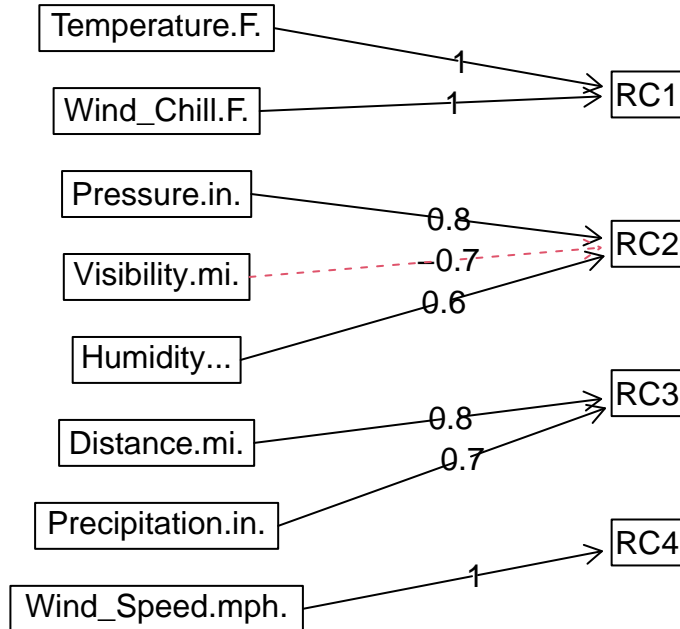 Temperature.F.
1
RC1
Wind_Chill.F.
1
Pressure.in.
0.8
RC2
Visibility.mi.
−0.7
Humidity...
0.6
RC3
Distance.mi.
0.8
0.7
Precipitation.in.
RC4
1
Wind_Speed.mph.